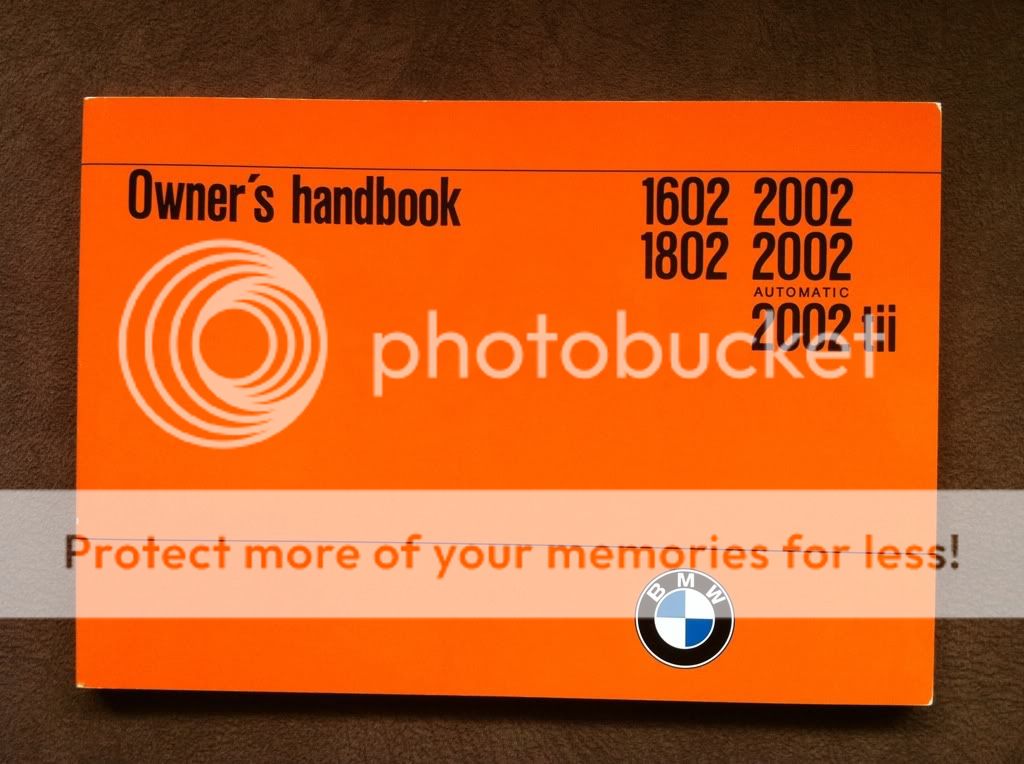 Owner´s handbook
1602 2002
1802 2002
AUTOMATIC
2002 tii
photobucket
Protect more of your memories for less!
BMW